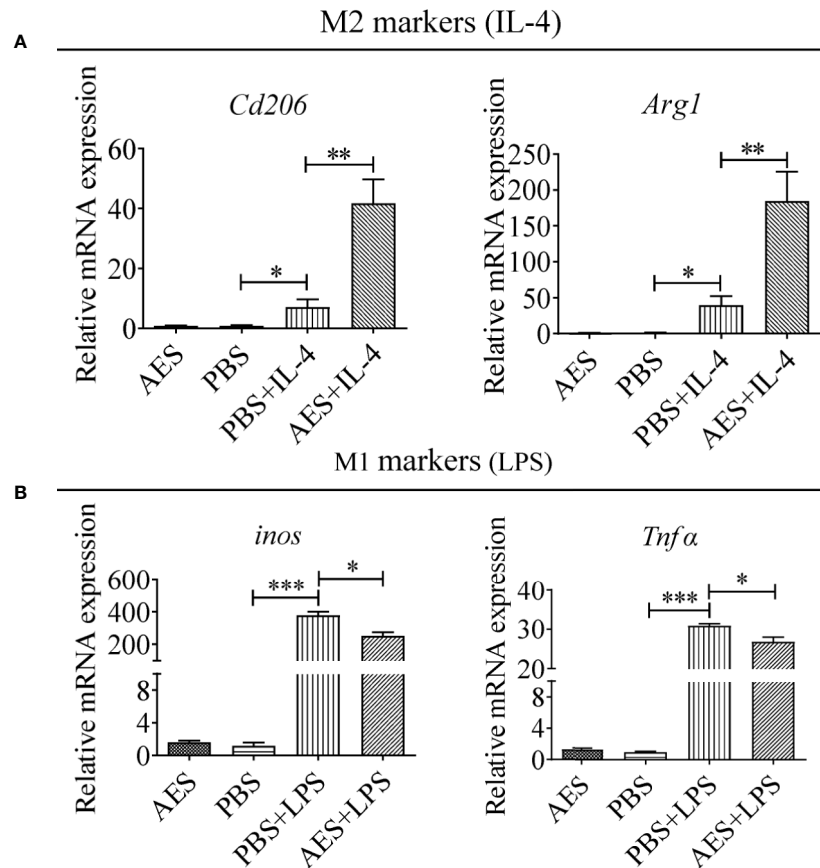 M2 markers (IL-4)
A
Cd206
Relative mRNA expression
60
40
20
0
*
**
AES
PBS
PBS+IL-4
AES+IL-4
Arg1
Relative mRNA expression
250
200
150
100
50
0
*
**
AES
PBS
PBS+IL-4
AES+IL-4
M1 markers (LPS)
B
inos
Relative mRNA expression
600
400
200
8
4
0
***
*
AES
PBS
PBS+LPS
AES+LPS
Tnf α
Relative mRNA expression
40
30
20
8
4
0
***
*
AES
PBS
PBS+LPS
AES+LPS